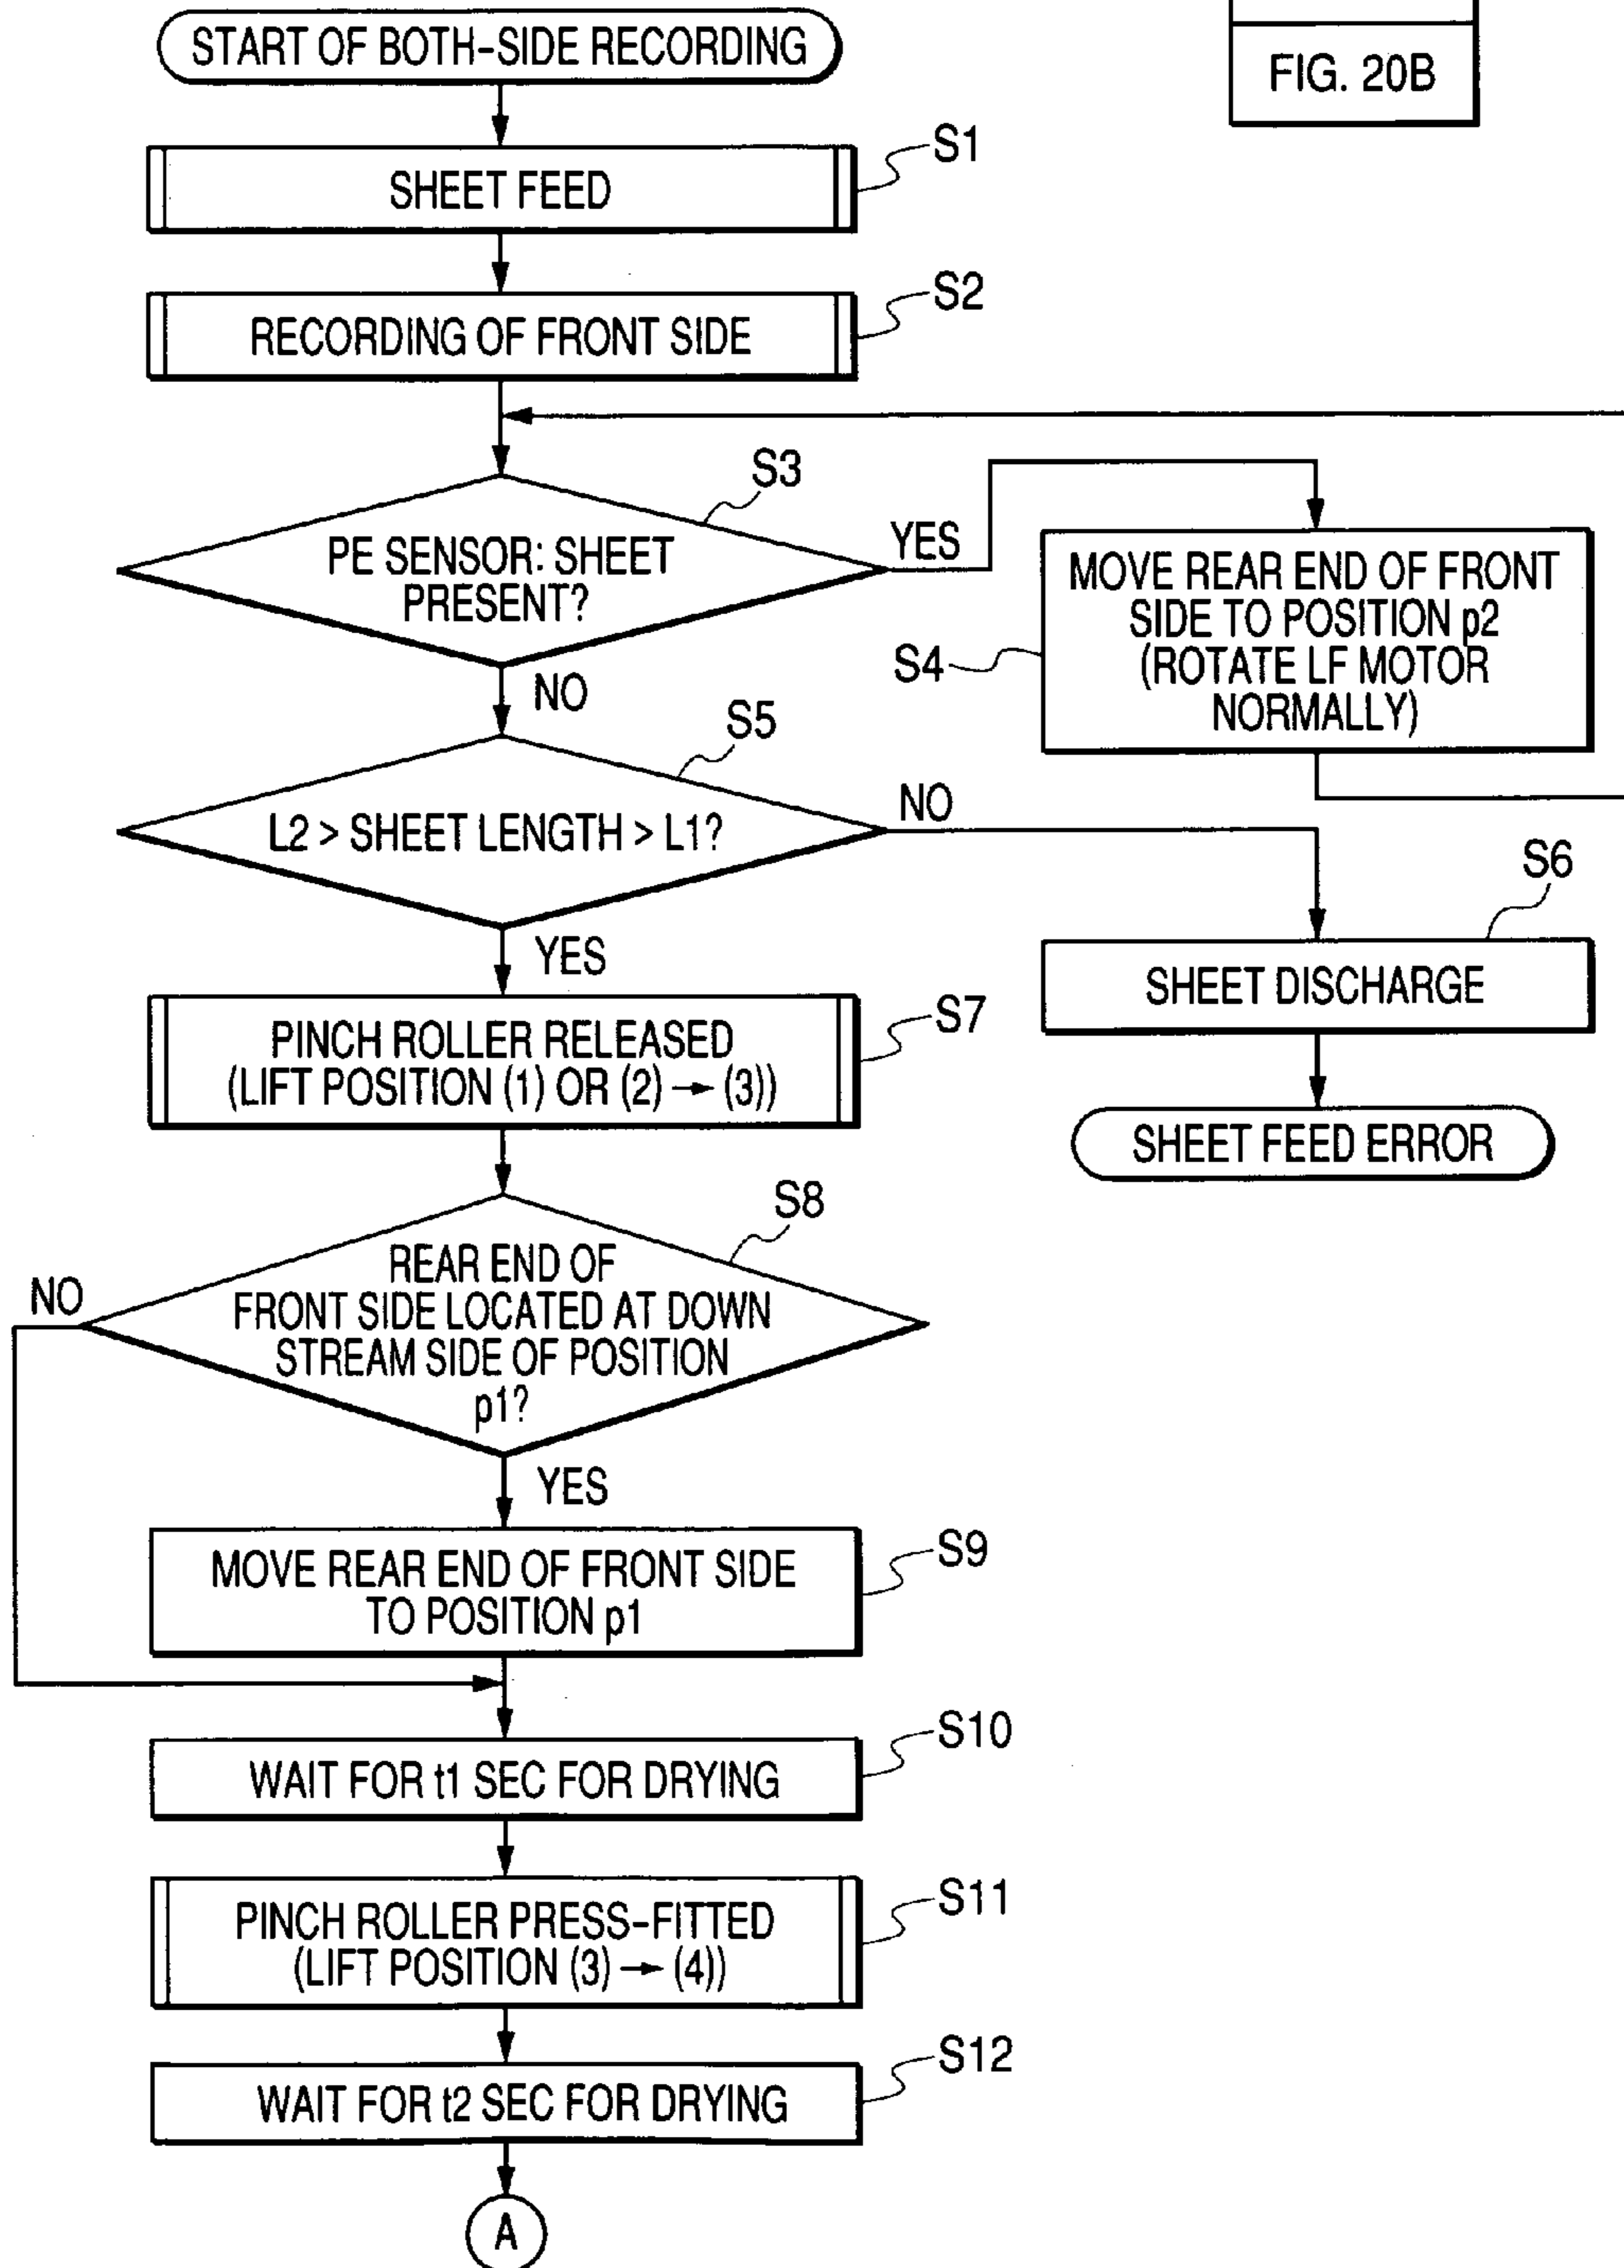 START OF BOTH-SIDE RECORDING
FIG. 20B
S1
SHEET FEED
S2
RECORDING OF FRONT SIDE
S3
PE SENSOR: SHEET
PRESENT?
YES
NO
S4
MOVE REAR END OF FRONT
SIDE TO POSITION p2
(ROTATE LF MOTOR
NORMALLY)
S5
L2 > SHEET LENGTH > L1?
NO
YES
S6
SHEET DISCHARGE
SHEET FEED ERROR
S7
PINCH ROLLER RELEASED
(LIFT POSITION (1) OR (2) → (3))
S8
REAR END OF
FRONT SIDE LOCATED AT DOWN
STREAM SIDE OF POSITION
p1?
NO
YES
S9
MOVE REAR END OF FRONT SIDE
TO POSITION p1
S10
WAIT FOR t1 SEC FOR DRYING
S11
PINCH ROLLER PRESS-FITTED
(LIFT POSITION (3) → (4))
S12
WAIT FOR t2 SEC FOR DRYING
A